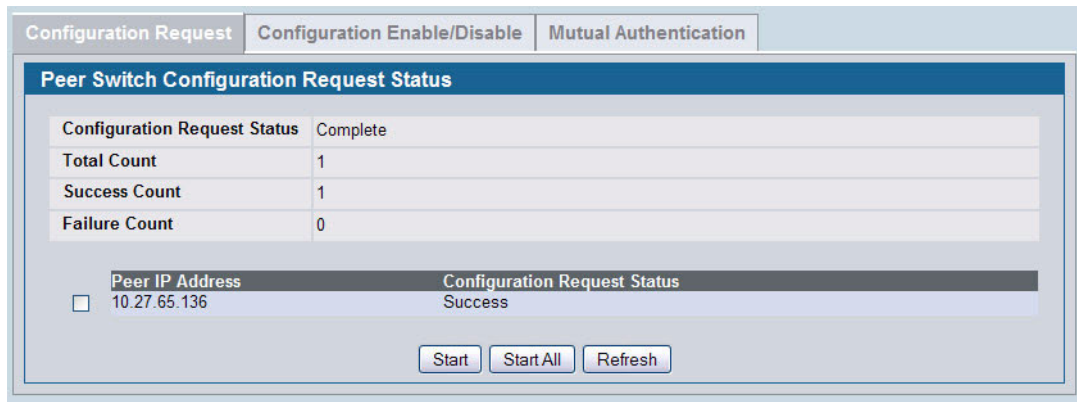 Configuration Request Configuration Enable/Disable Mutual Authentication
Peer Switch Configuration Request Status
Configuration Request Status Complete
Total Count 1
Success Count 1
Failure Count 0
Peer IP Address Configuration Request Status
10.27.65.136 Success
Start Start All Refresh